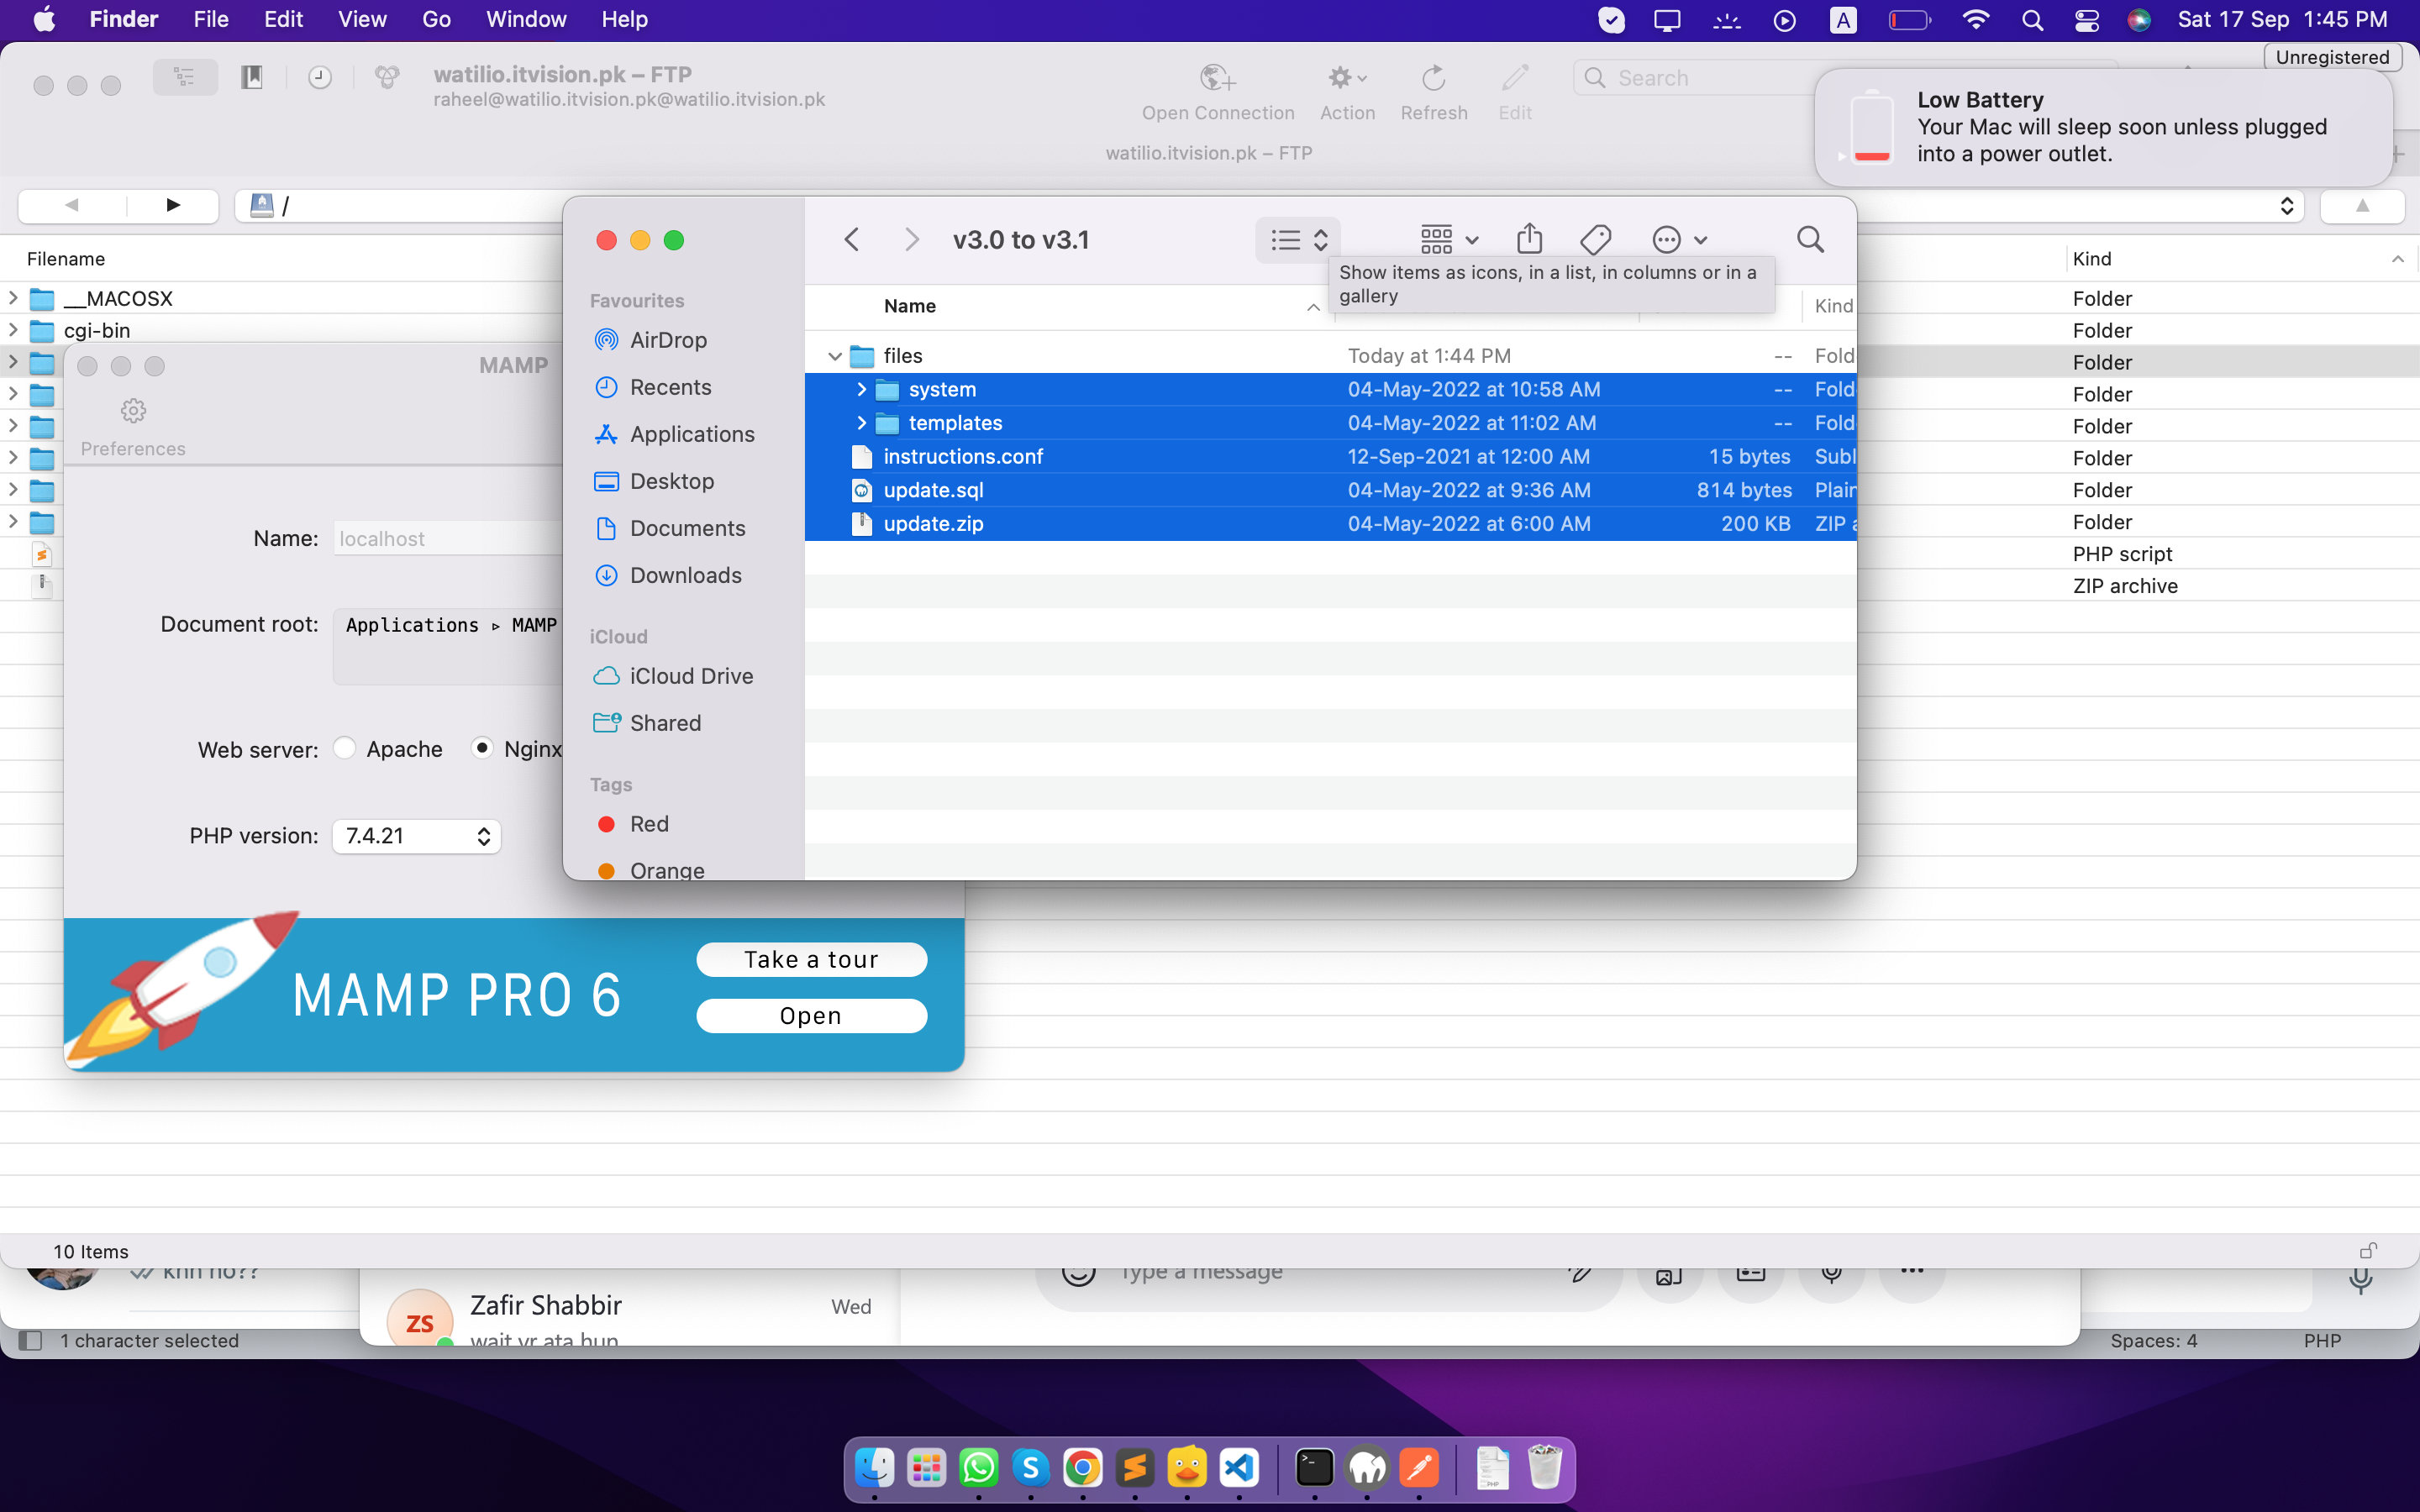 Finder File Edit View Go Window Help
A
Sat 17 Sep 1:45 PM
Unregistered
watilio.itvision.pk – FTP
raheel@watilio.itvision.pk@watilio.itvision.pk
Open Connection
Action
Refresh
Edit
Search
watilio.itvision.pk – FTP
Low Battery
Your Mac will sleep soon unless plugged
into a power outlet.
/
Filename
Kind
__MACOSX
Folder
cgi-bin
Folder
Folder
Folder
Folder
Folder
Folder
Folder
PHP script
ZIP archive
MAMP
Preferences
Name: localhost
Document root: Applications ▹ MAMP
Web server: Apache Nginx
PHP version: 7.4.21
MAMP PRO 6
Take a tour
Open
v3.0 to v3.1
Show items as icons, in a list, in columns or in a
gallery
Favourites
AirDrop
Recents
Applications
Desktop
Documents
Downloads
iCloud
iCloud Drive
Shared
Tags
Red
Orange
Name
Kind
files Today at 1:44 PM -- Fold
system 04-May-2022 at 10:58 AM -- Fold
templates 04-May-2022 at 11:02 AM -- Fold
instructions.conf 12-Sep-2021 at 12:00 AM 15 bytes Subl
update.sql 04-May-2022 at 9:36 AM 814 bytes Plain
update.zip 04-May-2022 at 6:00 AM 200 KB ZIP a
10 Items
khh ho??
Type a message
ZS
Zafir Shabbir
Wed
wait yr ata hun
1 character selected
Spaces: 4
PHP